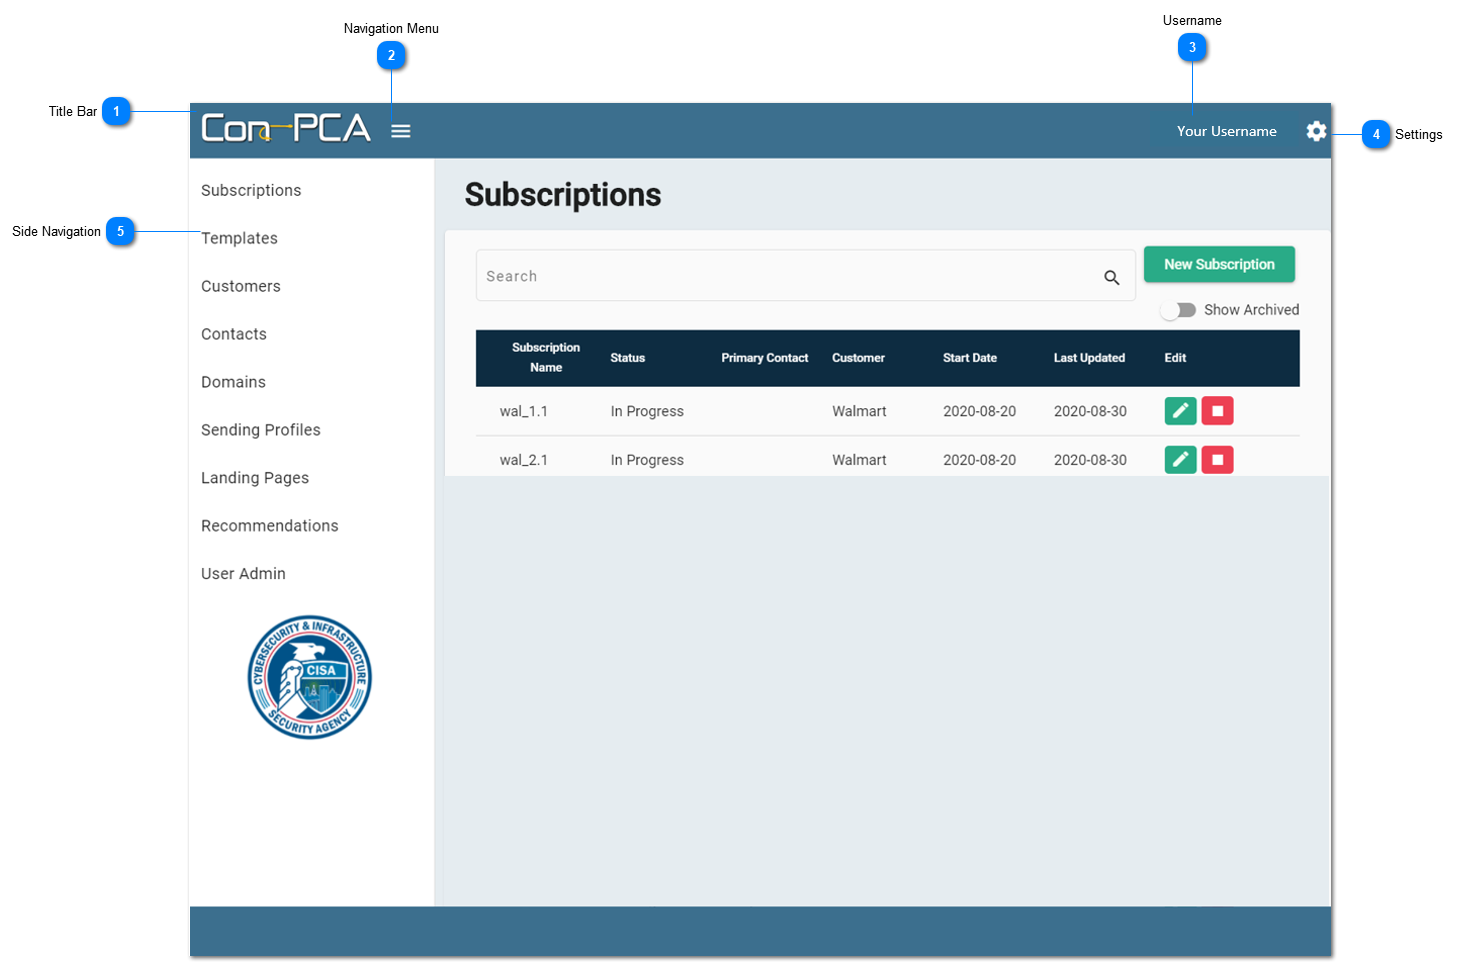 Navigation Menu
2
Username
3
Title Bar 1
Con-PCA
Your Username
4 Settings
Side Navigation 5
Subscriptions
Templates
Customers
Contacts
Domains
Sending Profiles
Landing Pages
Recommendations
User Admin
CYBERSECURITY & INFRASTRUCTURE
CISA
SECURITY AGENCY
Subscriptions
Search
New Subscription
Show Archived
Subscription Name Status Primary Contact Customer Start Date Last Updated Edit
wal_1.1 In Progress Walmart 2020-08-20 2020-08-30
wal_2.1 In Progress Walmart 2020-08-20 2020-08-30